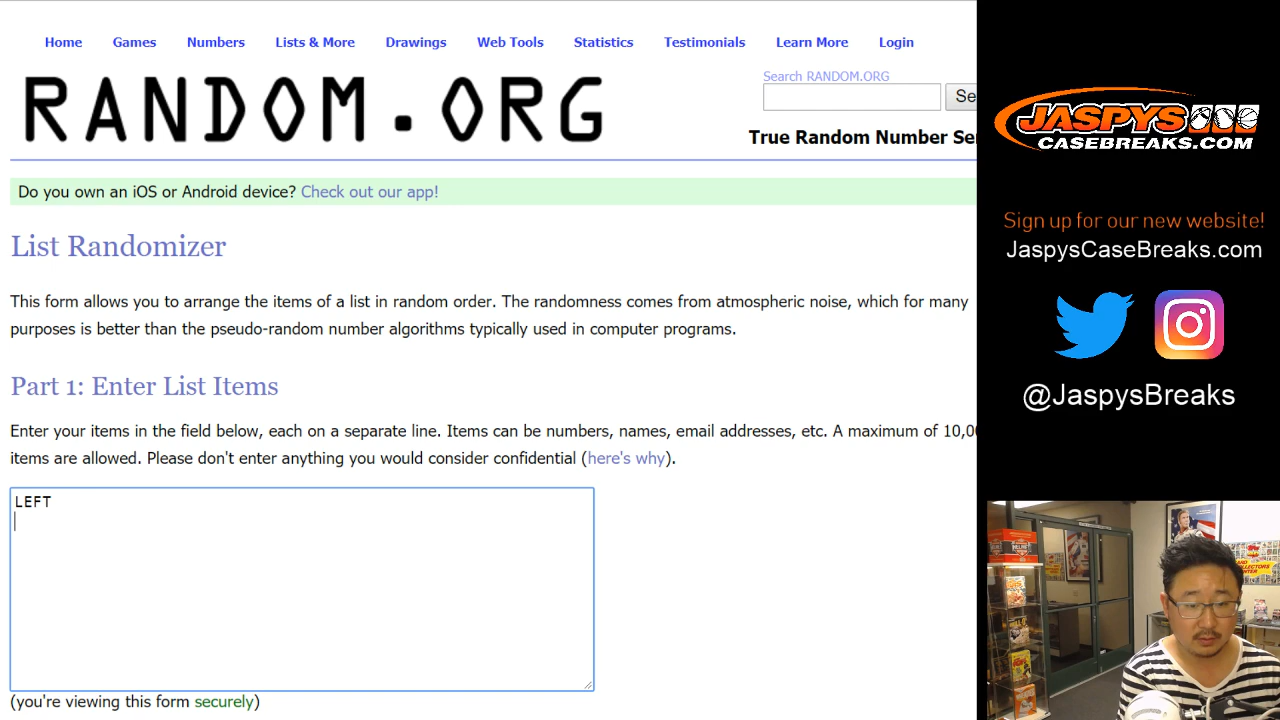 Home Games Numbers Lists & More Drawings Web Tools Statistics Testimonials Learn More Login
RANDOM.ORG
Search RANDOM.ORG
Se
True Random Number Ser
Do you own an iOS or Android device? Check out our app!
List Randomizer
This form allows you to arrange the items of a list in random order. The randomness comes from atmospheric noise, which for many
purposes is better than the pseudo-random number algorithms typically used in computer programs.
Part 1: Enter List Items
Enter your items in the field below, each on a separate line. Items can be numbers, names, email addresses, etc. A maximum of 10,00
items are allowed. Please don't enter anything you would consider confidential (here's why).
LEFT
(you're viewing this form securely)
JASPYS
CASEBREAKS.COM
Sign up for our new website!
JaspysCaseBreaks.com
@JaspysBreaks